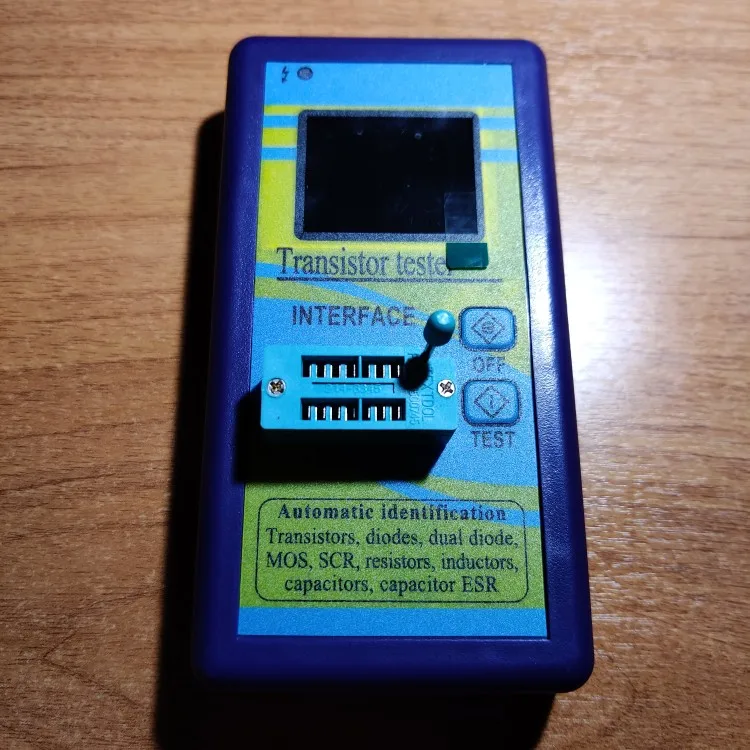 Transistor tester
INTERFACE
OFF
TEST
Automatic identification
Transistors, diodes, dual diode,
MOS, SCR, resistors, inductors,
capacitors, capacitor ESR